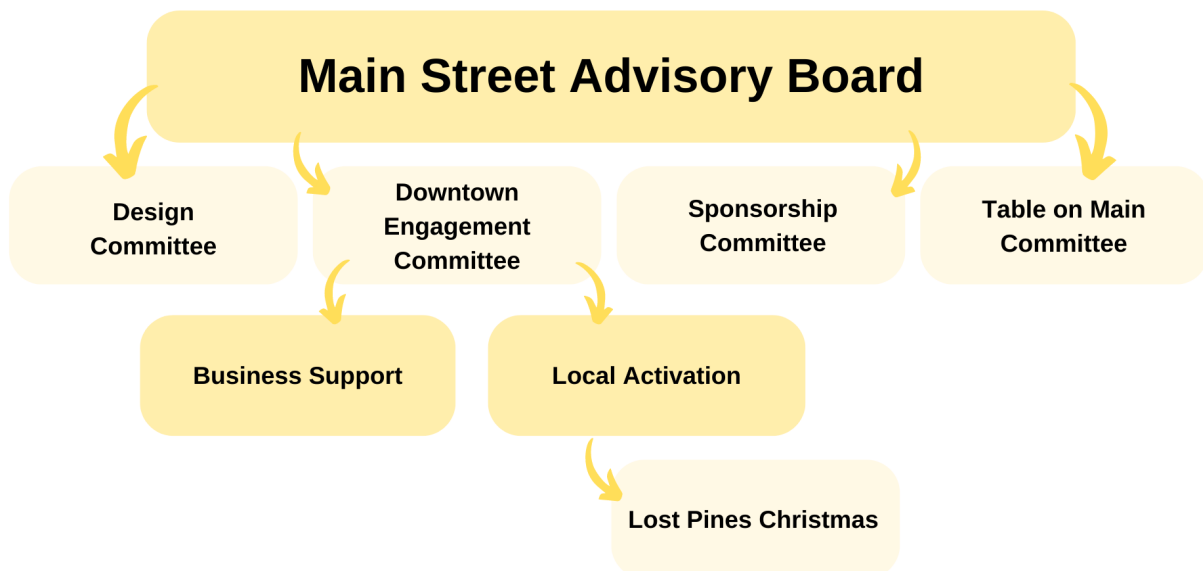 Main Street Advisory Board
Design
Committee
Downtown
Engagement
Committee
Sponsorship
Committee
Table on Main
Committee
Business Support
Local Activation
Lost Pines Christmas